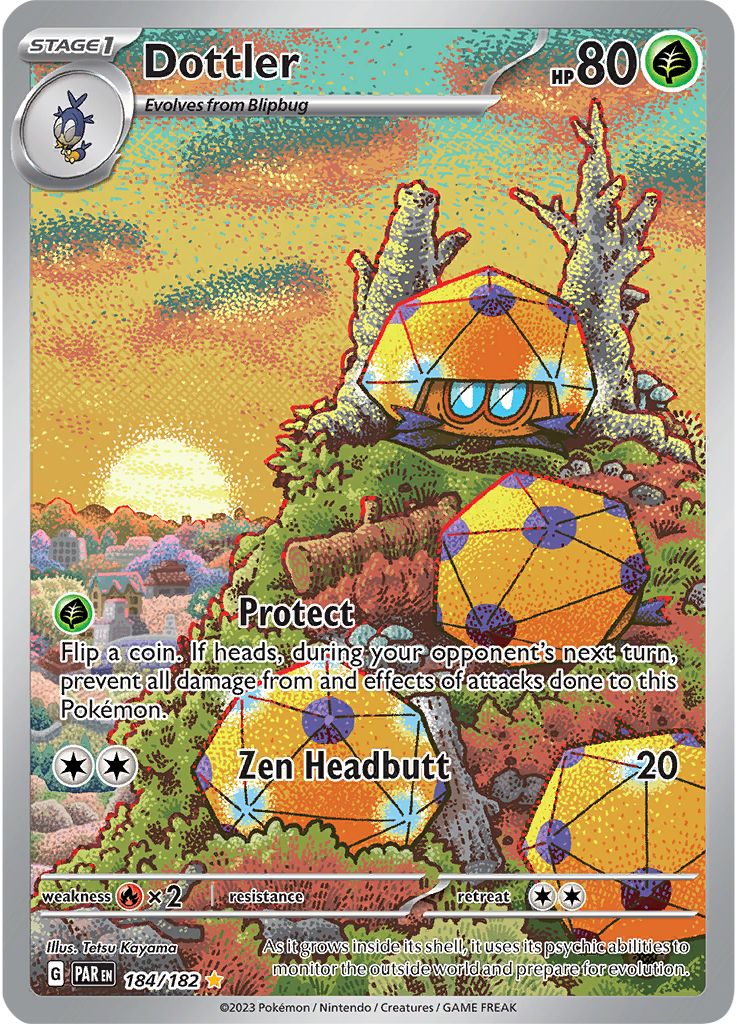 STAGE1
Dottler
HP80
Evolves from Blipbug
Protect
Flip a coin. If heads, during your opponent's next turn,
prevent all damage from and effects of attacks done to this
Pokémon.
Zen Headbutt 20
weakness ×2 resistance retreat
Illus. Tetsu Kayama
As it grows inside its shell, it uses its psychic abilities to
monitor the outside world and prepare for evolution.
G PAR EN 184/182
©2023 Pokémon / Nintendo / Creatures / GAME FREAK